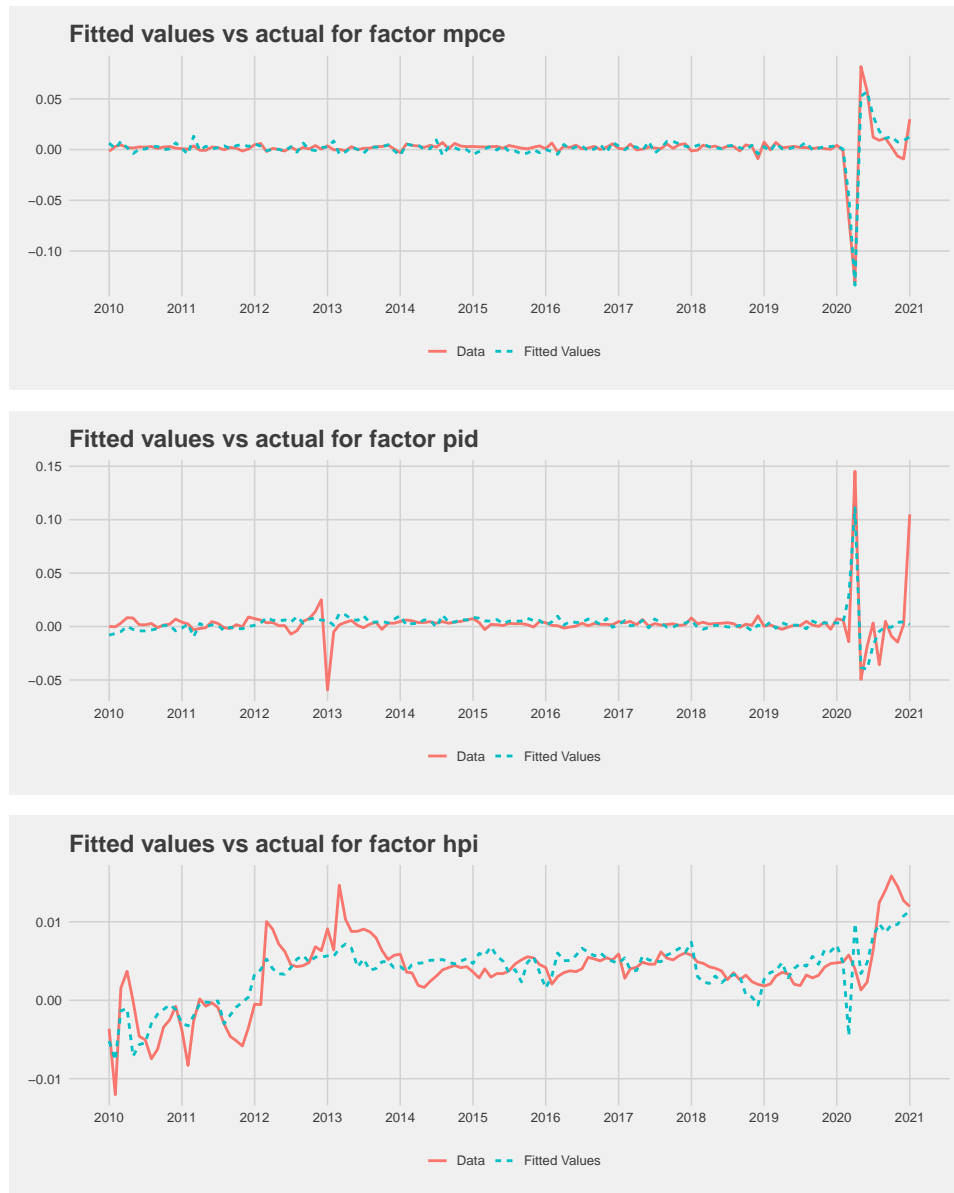 Fitted values vs actual for factor mpce
0.05
0.00
−0.05
−0.10
2010 2011 2012 2013 2014 2015 2016 2017 2018 2019 2020 2021
Data Fitted Values
Fitted values vs actual for factor pid
0.15
0.10
0.05
0.00
−0.05
2010 2011 2012 2013 2014 2015 2016 2017 2018 2019 2020 2021
Data Fitted Values
Fitted values vs actual for factor hpi
0.01
0.00
−0.01
2010 2011 2012 2013 2014 2015 2016 2017 2018 2019 2020 2021
Data Fitted Values